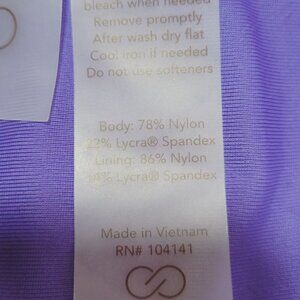 bleach when needed
Remove promptly
After wash dry flat
Cool iron if needed
Do not use softeners
Body: 78% Nylon
22% Lycra® Spandex
Lining: 86% Nylon
14% Lycra® Spandex
Made in Vietnam
RN# 104141